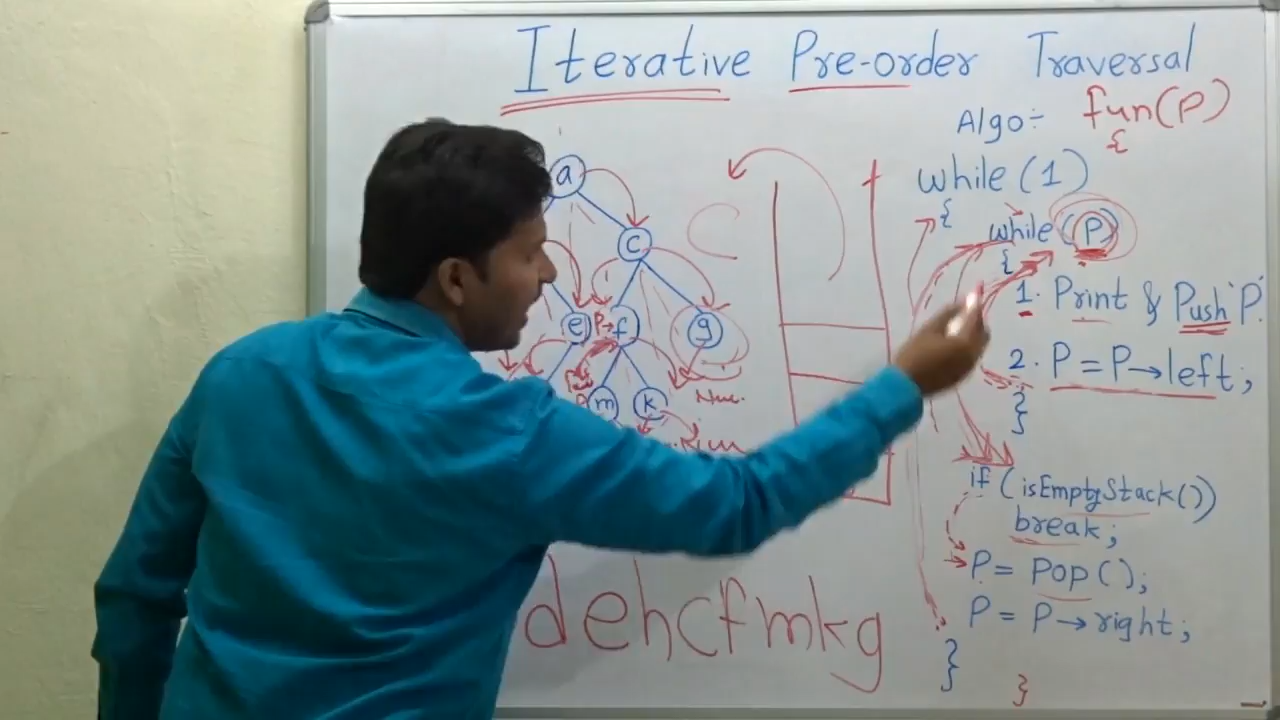 Iterative Pre-order Traversal
Algo:- fun(P)
{
while (1)
{
while (P)
{
1. Print & Push 'P'.
2. P = P→left;
}
if (isEmptyStack())
break;
P = POP();
P = P→right;
}
}
a
c
e
P→f
g
m
k
dehcfmkg